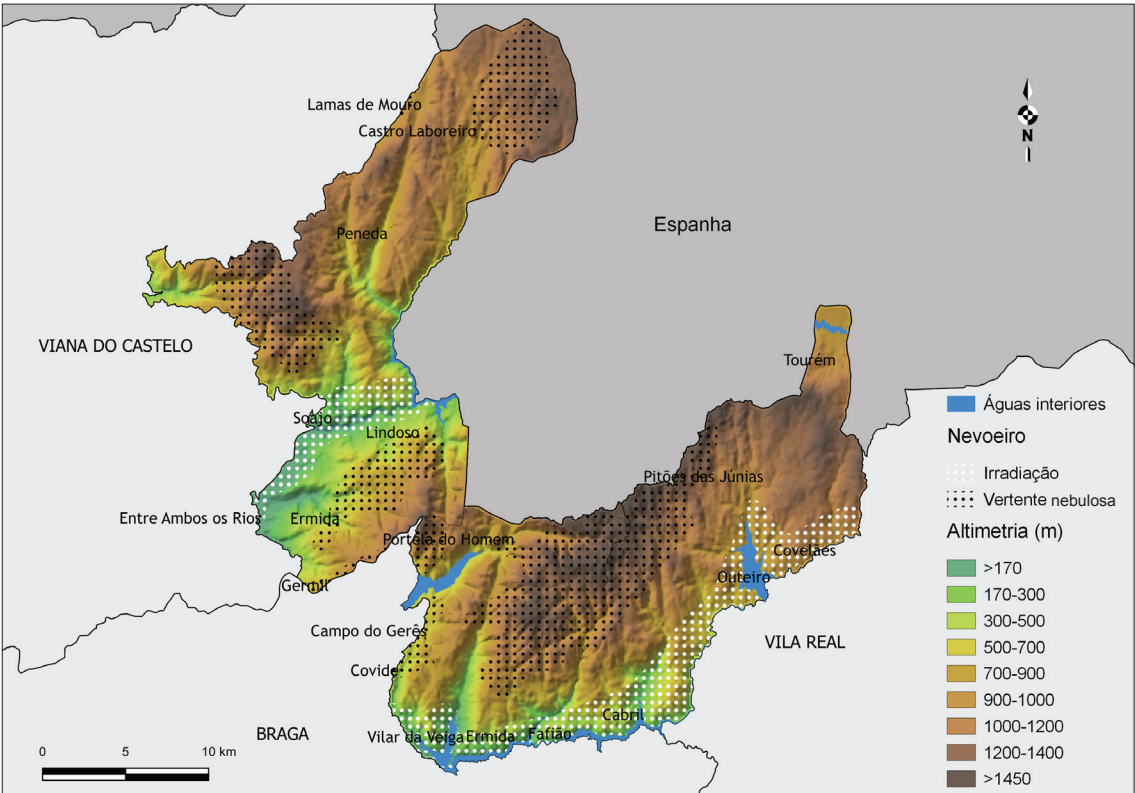 Lamas de Mouro
Castro Laboreiro
N
Espanha
Peneda
VIANA DO CASTELO
Tourém
Soajo
Lindoso
Pitões das Júnias
Entre Ambos os Rios
Ermida
Portela do Homem
Covelães
Outeiro
Germil
Campo do Gerês
VILA REAL
Covide
Cabril
BRAGA
Vilar da Veiga
Ermida
Fafião
0 5 10 km
Águas interiores
Nevoeiro
Irradiação
Vertente nebulosa
Altimetria (m)
>170
170-300
300-500
500-700
700-900
900-1000
1000-1200
1200-1400
>1450